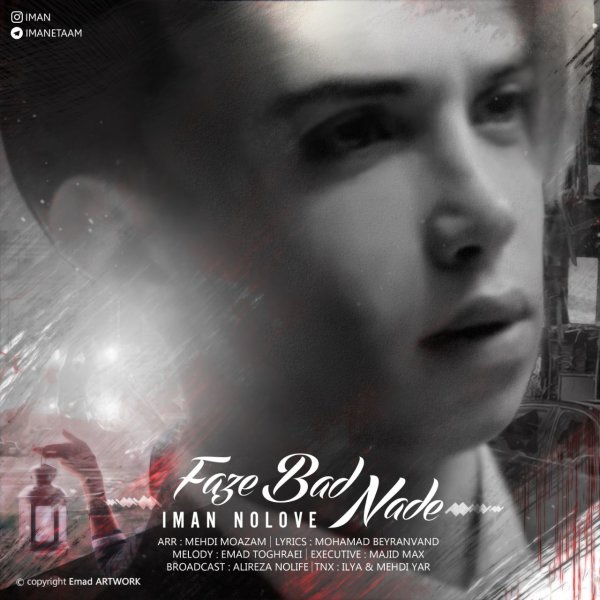 IMAN
IMANETAAM
Faze Bad Nade
IMAN NOLOVE
ARR : MEHDI MOAZAM | LYRICS : MOHAMAD BEYRANVAND
MELODY : EMAD TOGHRAEI | EXECUTIVE : MAJID MAX
BROADCAST : ALIREZA NOLIFE | TNX : ILYA & MEHDI YAR
© copyright Emad ARTWORK